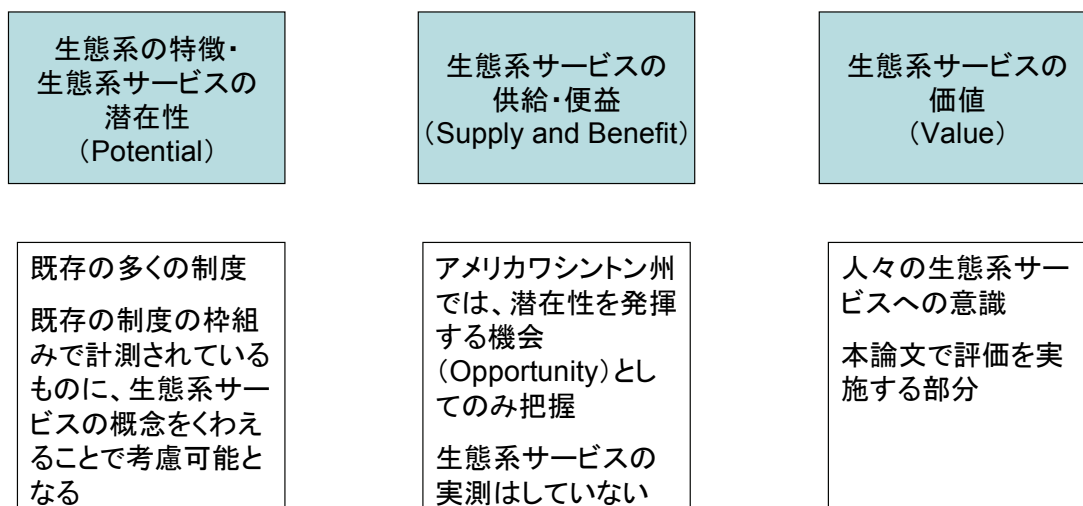 生態系の特徴・
生態系サービスの
潜在性
（Potential）
生態系サービスの
供給・便益
（Supply and Benefit）
生態系サービスの
価値
（Value）
既存の多くの制度
既存の制度の枠組
みで計測されている
ものに、生態系サー
ビスの概念をくわえ
ることで考慮可能と
なる
アメリカワシントン州
では、潜在性を発揮
する機会
（Opportunity）とし
てのみ把握
生態系サービスの
実測はしていない
人々の生態系サー
ビスへの意識
本論文で評価を実
施する部分